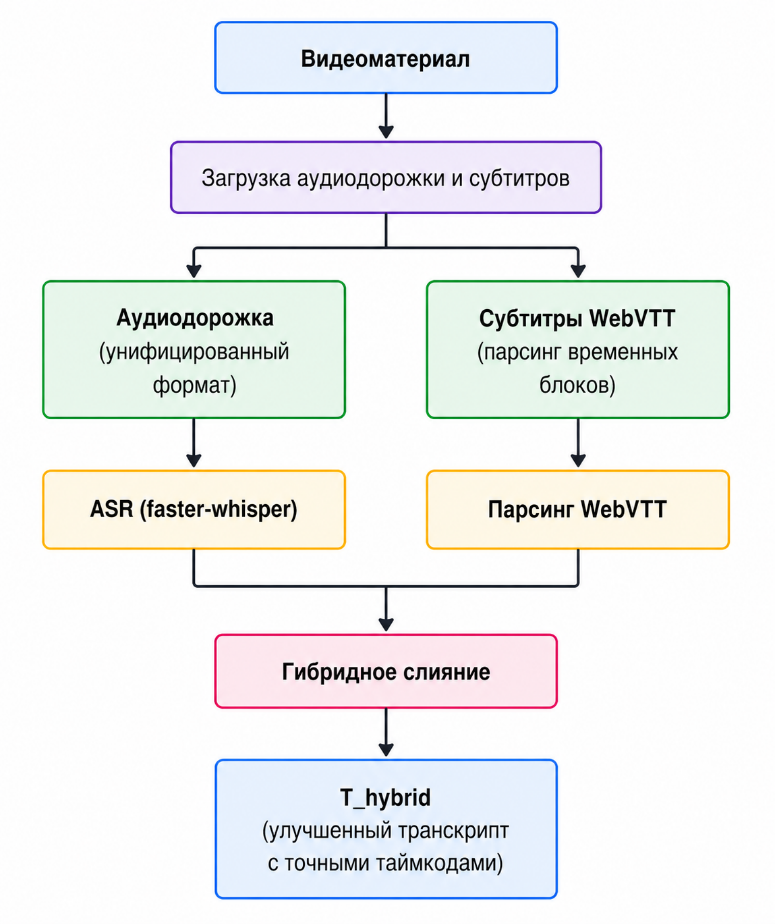 Видеоматериал
Загрузка аудиодорожки и субтитров
Аудиодорожка
(унифицированный
формат)
Субтитры WebVTT
(парсинг временных
блоков)
ASR (faster-whisper)
Парсинг WebVTT
Гибридное слияние
T_hybrid
(улучшенный транскрипт
с точными таймкодами)